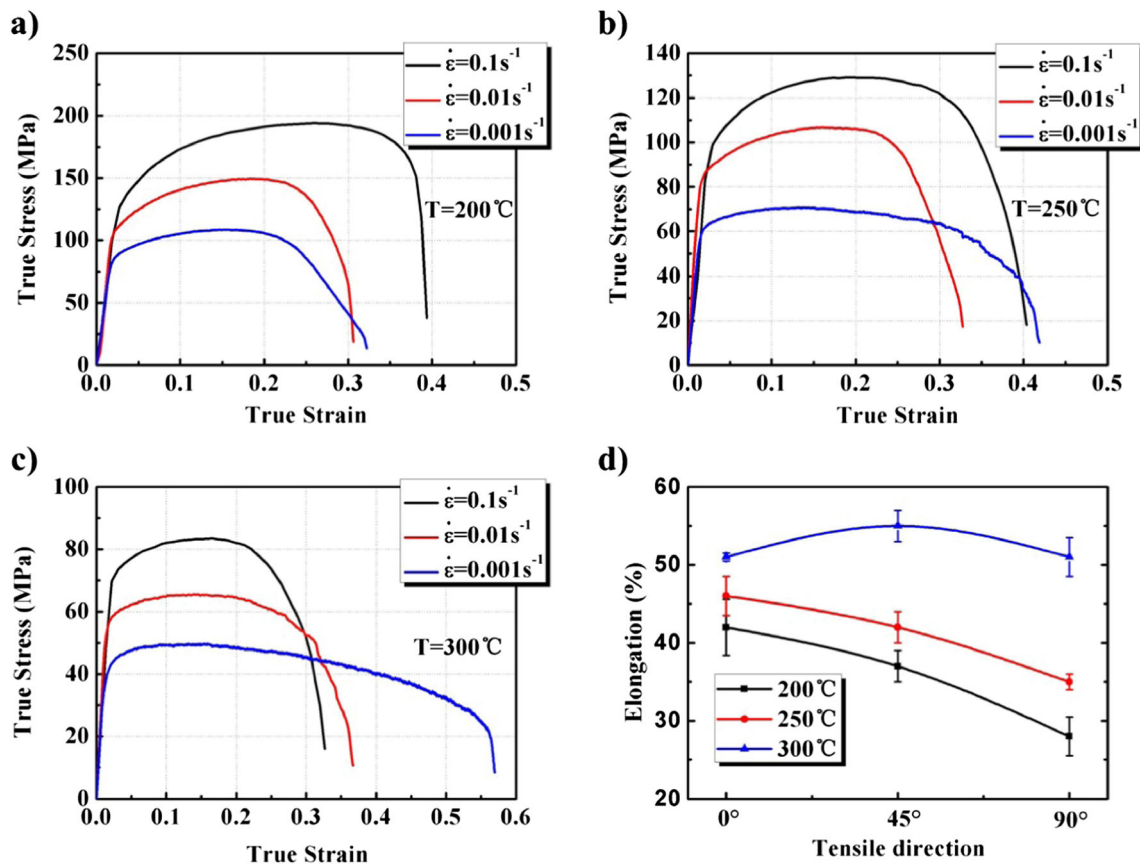 a)
250
200
150
100
50
0
0.0 0.1 0.2 0.3 0.4 0.5
True Stress (MPa)
True Strain
ε̇=0.1s⁻¹
ε̇=0.01s⁻¹
ε̇=0.001s⁻¹
T=200℃
b)
140
120
100
80
60
40
20
0
0.0 0.1 0.2 0.3 0.4 0.5
True Stress (MPa)
True Strain
ε̇=0.1s⁻¹
ε̇=0.01s⁻¹
ε̇=0.001s⁻¹
T=250℃
c)
100
80
60
40
20
0
0.0 0.1 0.2 0.3 0.4 0.5 0.6
True Stress (MPa)
True Strain
ε̇=0.1s⁻¹
ε̇=0.01s⁻¹
ε̇=0.001s⁻¹
T=300℃
d)
60
50
40
30
20
0° 45° 90°
Elongation (%)
Tensile direction
200℃
250℃
300℃